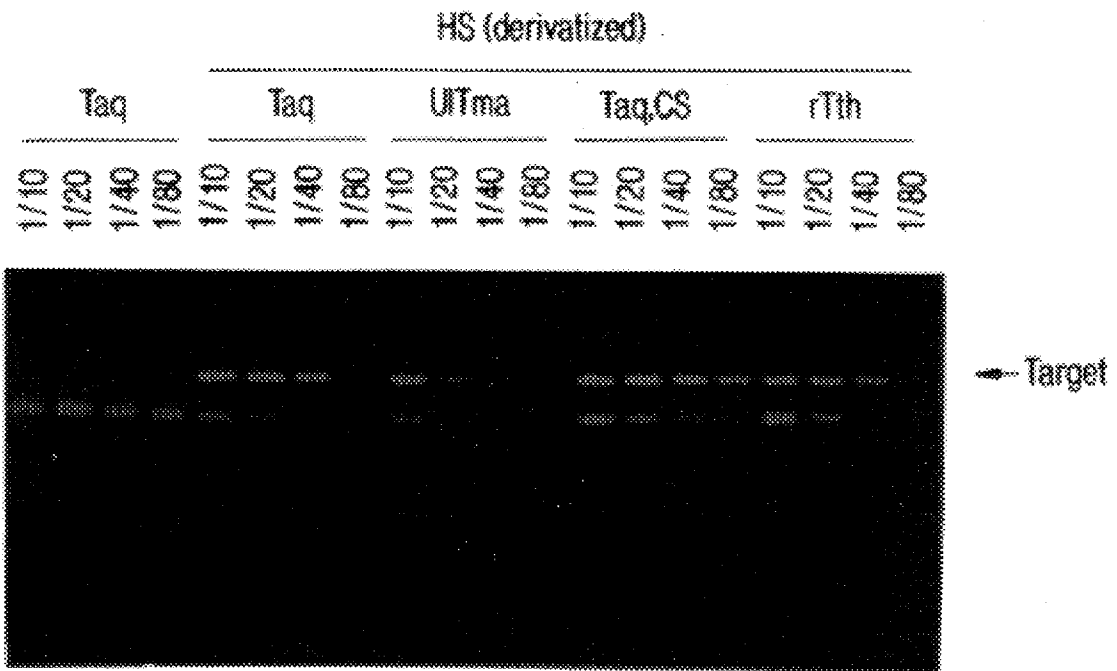 HS (derivatized)
Taq Taq UlTma Taq,CS rTth
1/10 1/20 1/40 1/80 1/10 1/20 1/40 1/80 1/10 1/20 1/40 1/80 1/10 1/20 1/40 1/80 1/10 1/20 1/40 1/80
Target